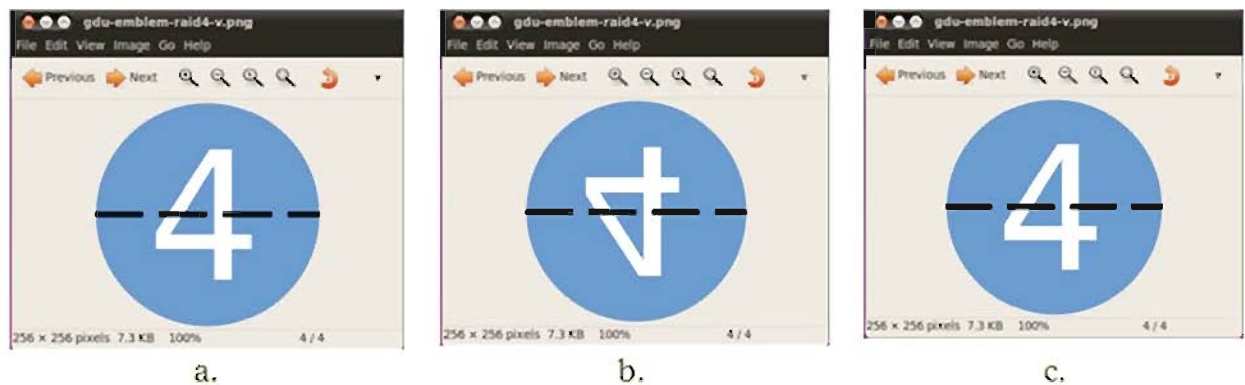 gdu-emblem-raid4-v.png
File Edit View Image Go Help
Previous Next
4
256 × 256 pixels 7.3 KB 100% 4 / 4
a.
gdu-emblem-raid4-v.png
File Edit View Image Go Help
Previous Next
4
256 × 256 pixels 7.3 KB 100% 4 / 4
b.
gdu-emblem-raid4-v.png
File Edit View Image Go Help
Previous Next
4
256 × 256 pixels 7.3 KB 100% 4 / 4
c.